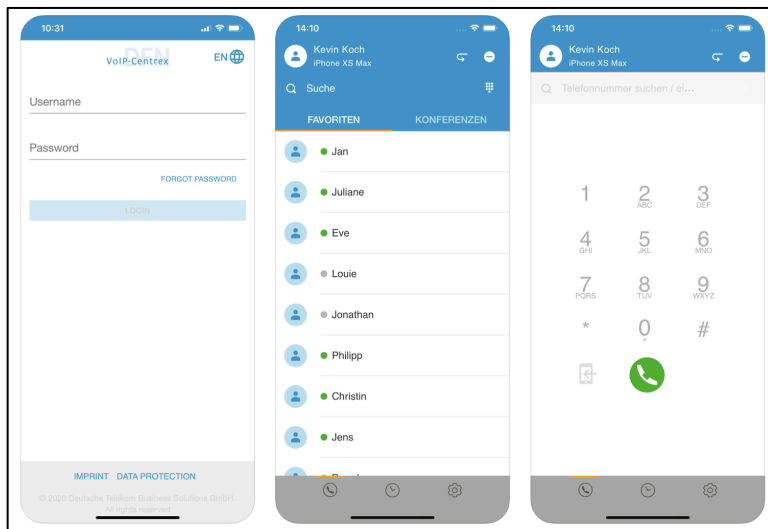 10:31
DFN
VoIP-Centrex
EN
Username
Password
FORGOT PASSWORD
LOGIN
IMPRINT DATA PROTECTION
© 2020 Deutsche Telekom Business Solutions GmbH.
All rights reserved
14:10
Kevin Koch
iPhone XS Max
Suche
FAVORITEN
KONFERENZEN
Jan
Juliane
Eve
Louie
Jonathan
Philipp
Christin
Jens
14:10
Kevin Koch
iPhone XS Max
Telefonnummer suchen / ei...
1 2 3
ABC DEF
4 5 6
GHI JKL MNO
7 8 9
PQRS TUV WXYZ
* 0 #
+